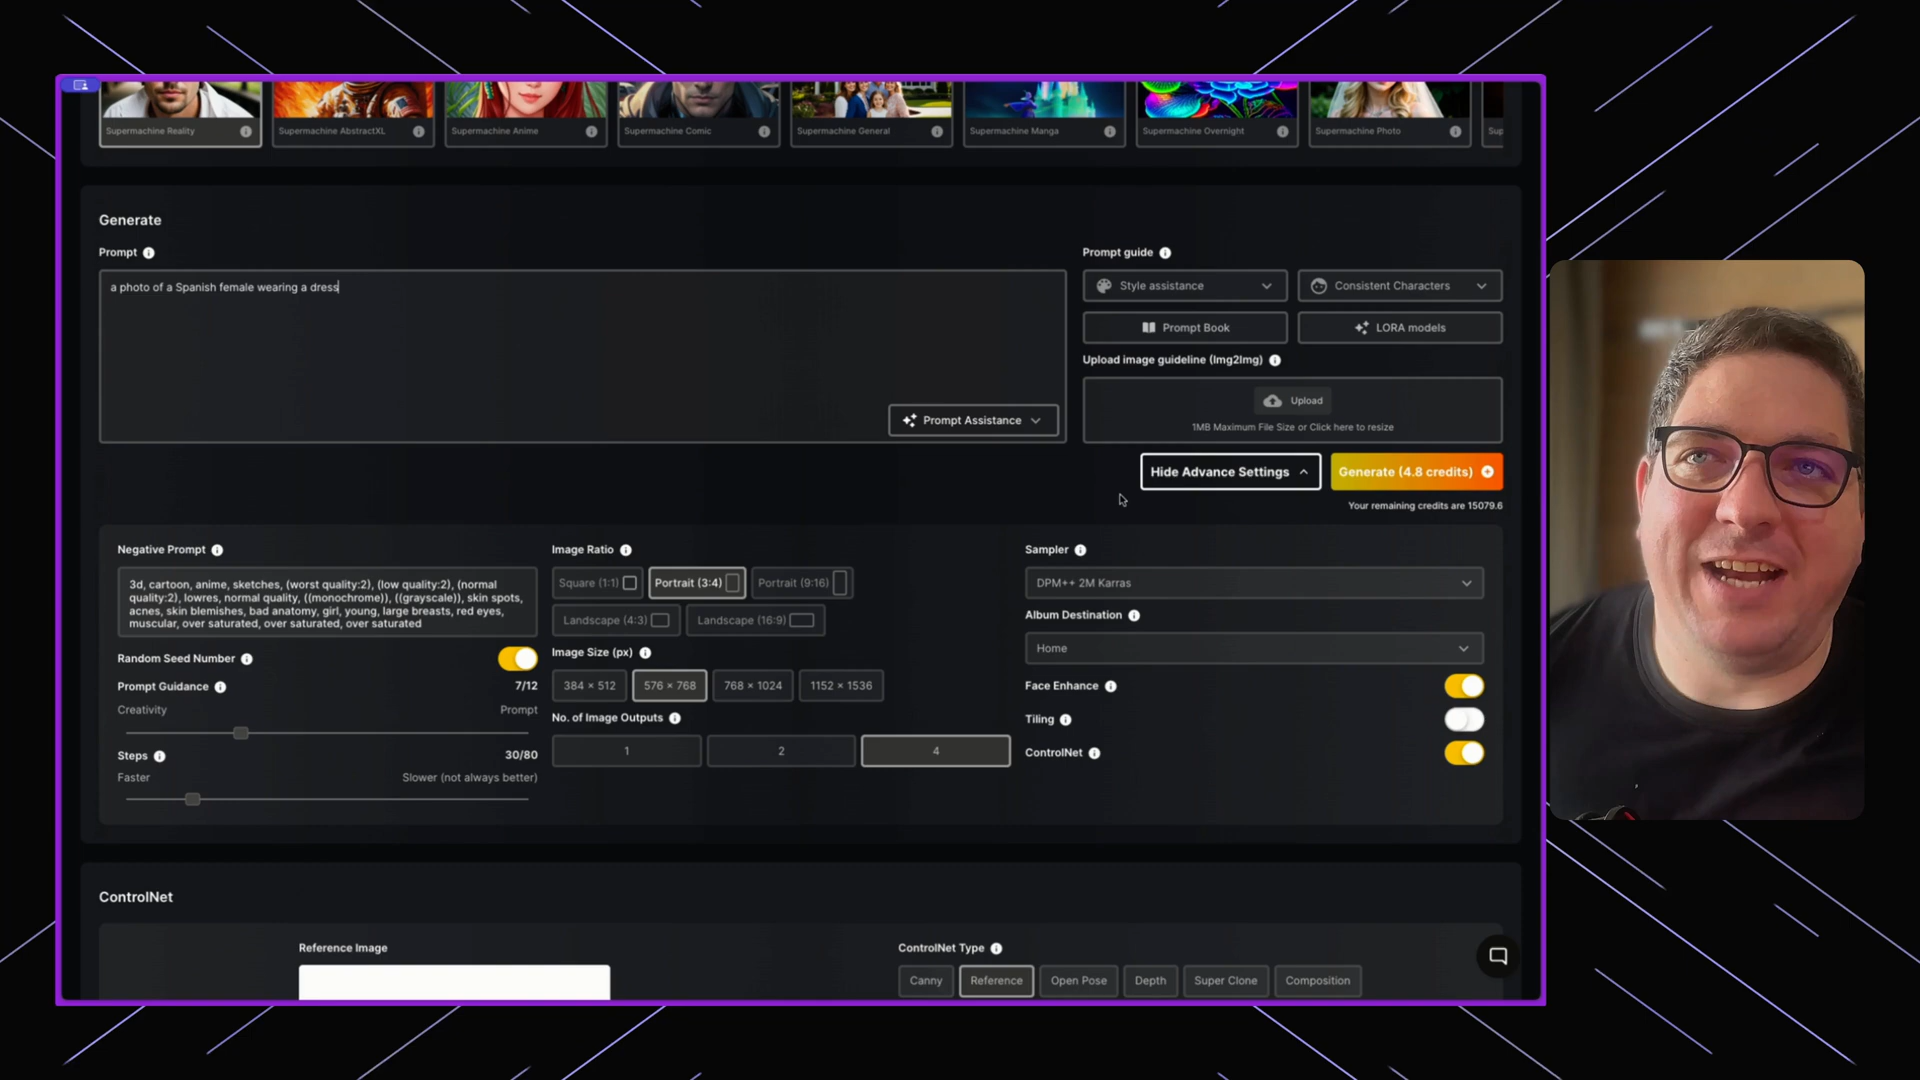 Supermachine Reality
Supermachine AbstractXL
Supermachine Anime
Supermachine Comic
Supermachine General
Supermachine Manga
Supermachine Overnight
Supermachine Photo
Sup
Generate
Prompt
a photo of a Spanish female wearing a dress
Prompt Assistance
Prompt guide
Style assistance
Consistent Characters
Prompt Book
LORA models
Upload image guideline (Img2Img)
Upload
1MB Maximum File Size or Click here to resize
Hide Advance Settings
Generate (4.8 credits)
Your remaining credits are 15079.6
Negative Prompt
3d, cartoon, anime, sketches, (worst quality:2), (low quality:2), (normal
quality:2), lowres, normal quality, ((monochrome)), ((grayscale)), skin spots,
acnes, skin blemishes, bad anatomy, girl, young, large breasts, red eyes,
muscular, over saturated, over saturated, over saturated
Random Seed Number
Prompt Guidance
7/12
Creativity
Prompt
Steps
30/80
Faster
Slower (not always better)
Image Ratio
Square (1:1)
Portrait (3:4)
Portrait (9:16)
Landscape (4:3)
Landscape (16:9)
Image Size (px)
384 × 512
576 × 768
768 × 1024
1152 × 1536
No. of Image Outputs
1
2
4
Sampler
DPM++ 2M Karras
Album Destination
Home
Face Enhance
Tiling
ControlNet
ControlNet
Reference Image
ControlNet Type
Canny
Reference
Open Pose
Depth
Super Clone
Composition